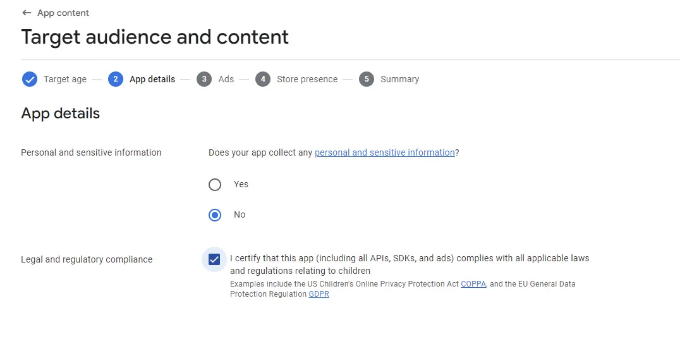 ← App content
Target audience and content
Target age
2 App details
3 Ads
4 Store presence
5 Summary
App details
Personal and sensitive information
Does your app collect any personal and sensitive information?
Yes
No
Legal and regulatory compliance
I certify that this app (including all APIs, SDKs, and ads) complies with all applicable laws
and regulations relating to children
Examples include the US Children's Online Privacy Protection Act COPPA, and the EU General Data
Protection Regulation GDPR